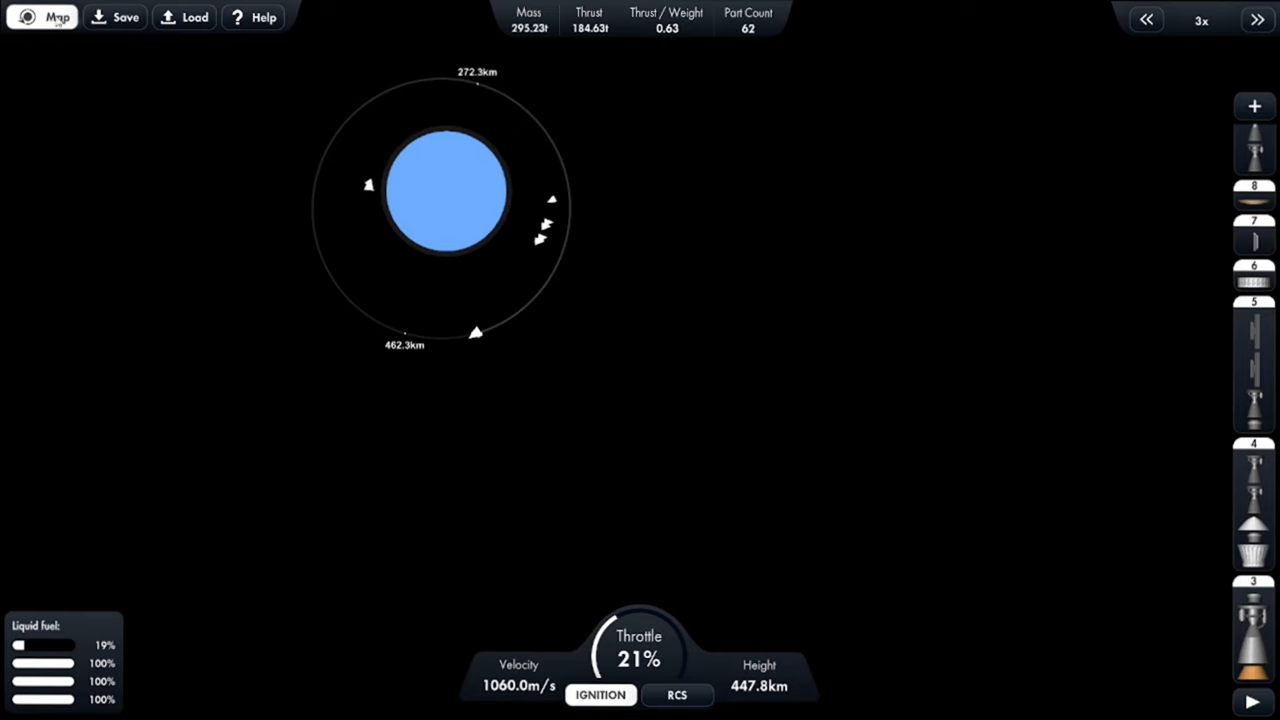 Map
Save
Load
Help
Mass
295.23t
Thrust
184.63t
Thrust / Weight
0.63
Part Count
62
3x
272.3km
462.3km
8
7
6
5
4
3
Liquid fuel:
19%
100%
100%
100%
Throttle
21%
Velocity
1060.0m/s
IGNITION
RCS
Height
447.8km